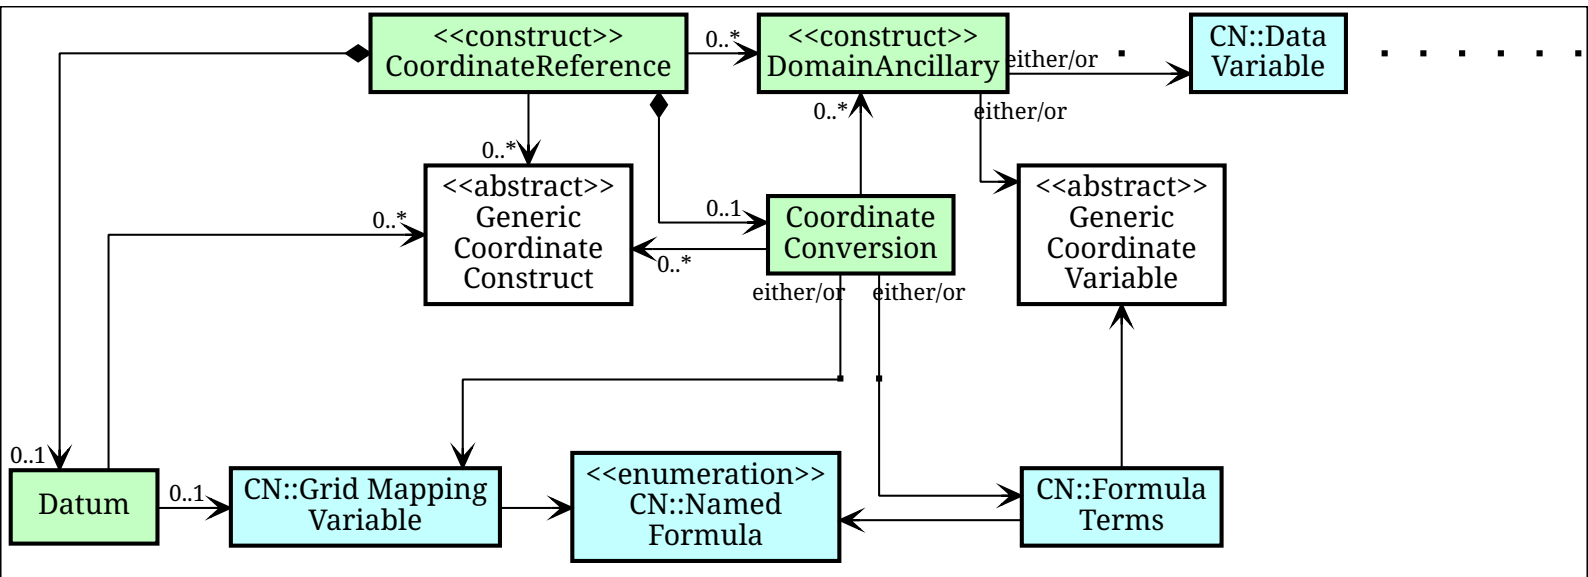 <<construct>>
CoordinateReference
0..*
<<construct>>
DomainAncillary
either/or
CN::Data
Variable
0..*
either/or
0..*
<<abstract>>
Generic
Coordinate
Construct
0..*
0..1
0..*
Coordinate
Conversion
<<abstract>>
Generic
Coordinate
Variable
either/or
either/or
0..1
Datum
0..1
CN::Grid Mapping
Variable
<<enumeration>>
CN::Named
Formula
CN::Formula
Terms